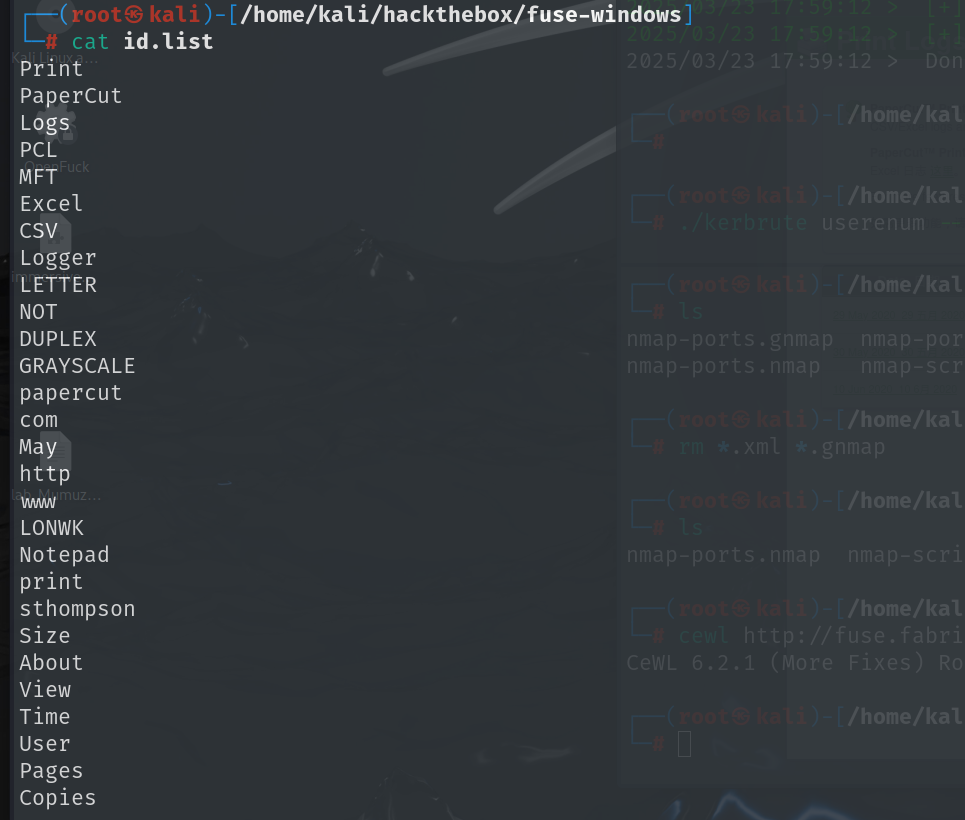 ┌──(root㉿kali)-[/home/kali/hackthebox/fuse-windows]
└─# cat id.list
Print
PaperCut
Logs
PCL
MFT
Excel
CSV
Logger
LETTER
NOT
DUPLEX
GRAYSCALE
papercut
com
May
http
www
LONWK
Notepad
print
sthompson
Size
About
View
Time
User
Pages
Copies
2025/03/23 17:59:12 > [+]
2025/03/23 17:59:12 > [+]
2025/03/23 17:59:12 > Don
┌──(root㉿kali)-[/home/kal
└─#
┌──(root㉿kali)-[/home/kal
└─# ./kerbrute userenum --
┌──(root㉿kali)-[/home/kal
└─# ls
nmap-ports.gnmap nmap-por
nmap-ports.nmap nmap-scr
┌──(root㉿kali)-[/home/kal
└─# rm *.xml *.gnmap
┌──(root㉿kali)-[/home/kal
└─# ls
nmap-ports.nmap nmap-scri
┌──(root㉿kali)-[/home/kal
└─# cewl http://fuse.fabri
CeWL 6.2.1 (More Fixes) Ro
┌──(root㉿kali)-[/home/kal
└─#
Kali Linux a...
OpenFuck
lab_Mumuz...